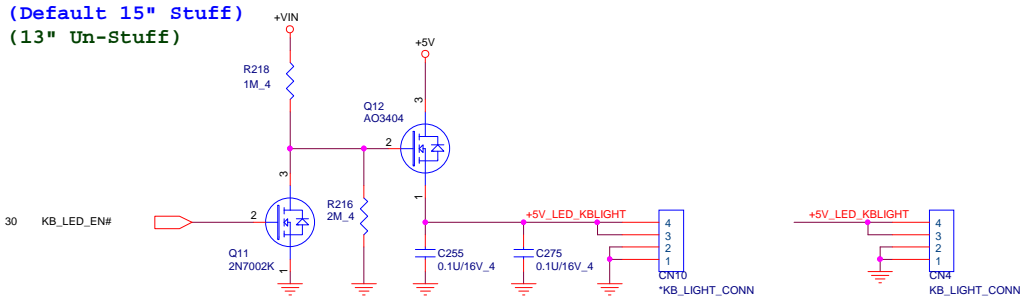 (Default 15" Stuff)
(13" Un-Stuff)
+VIN
+5V
R218
1M_4
3
Q12
AO3404
2
3
1
R216
2M_4
30 KB_LED_EN#
2
Q11
2N7002K
1
+5V_LED_KBLIGHT
4
3
2
1
C255
0.1U/16V_4
C275
0.1U/16V_4
CN10
*KB_LIGHT_CONN
+5V_LED_KBLIGHT
4
3
2
1
CN4
KB_LIGHT_CONN